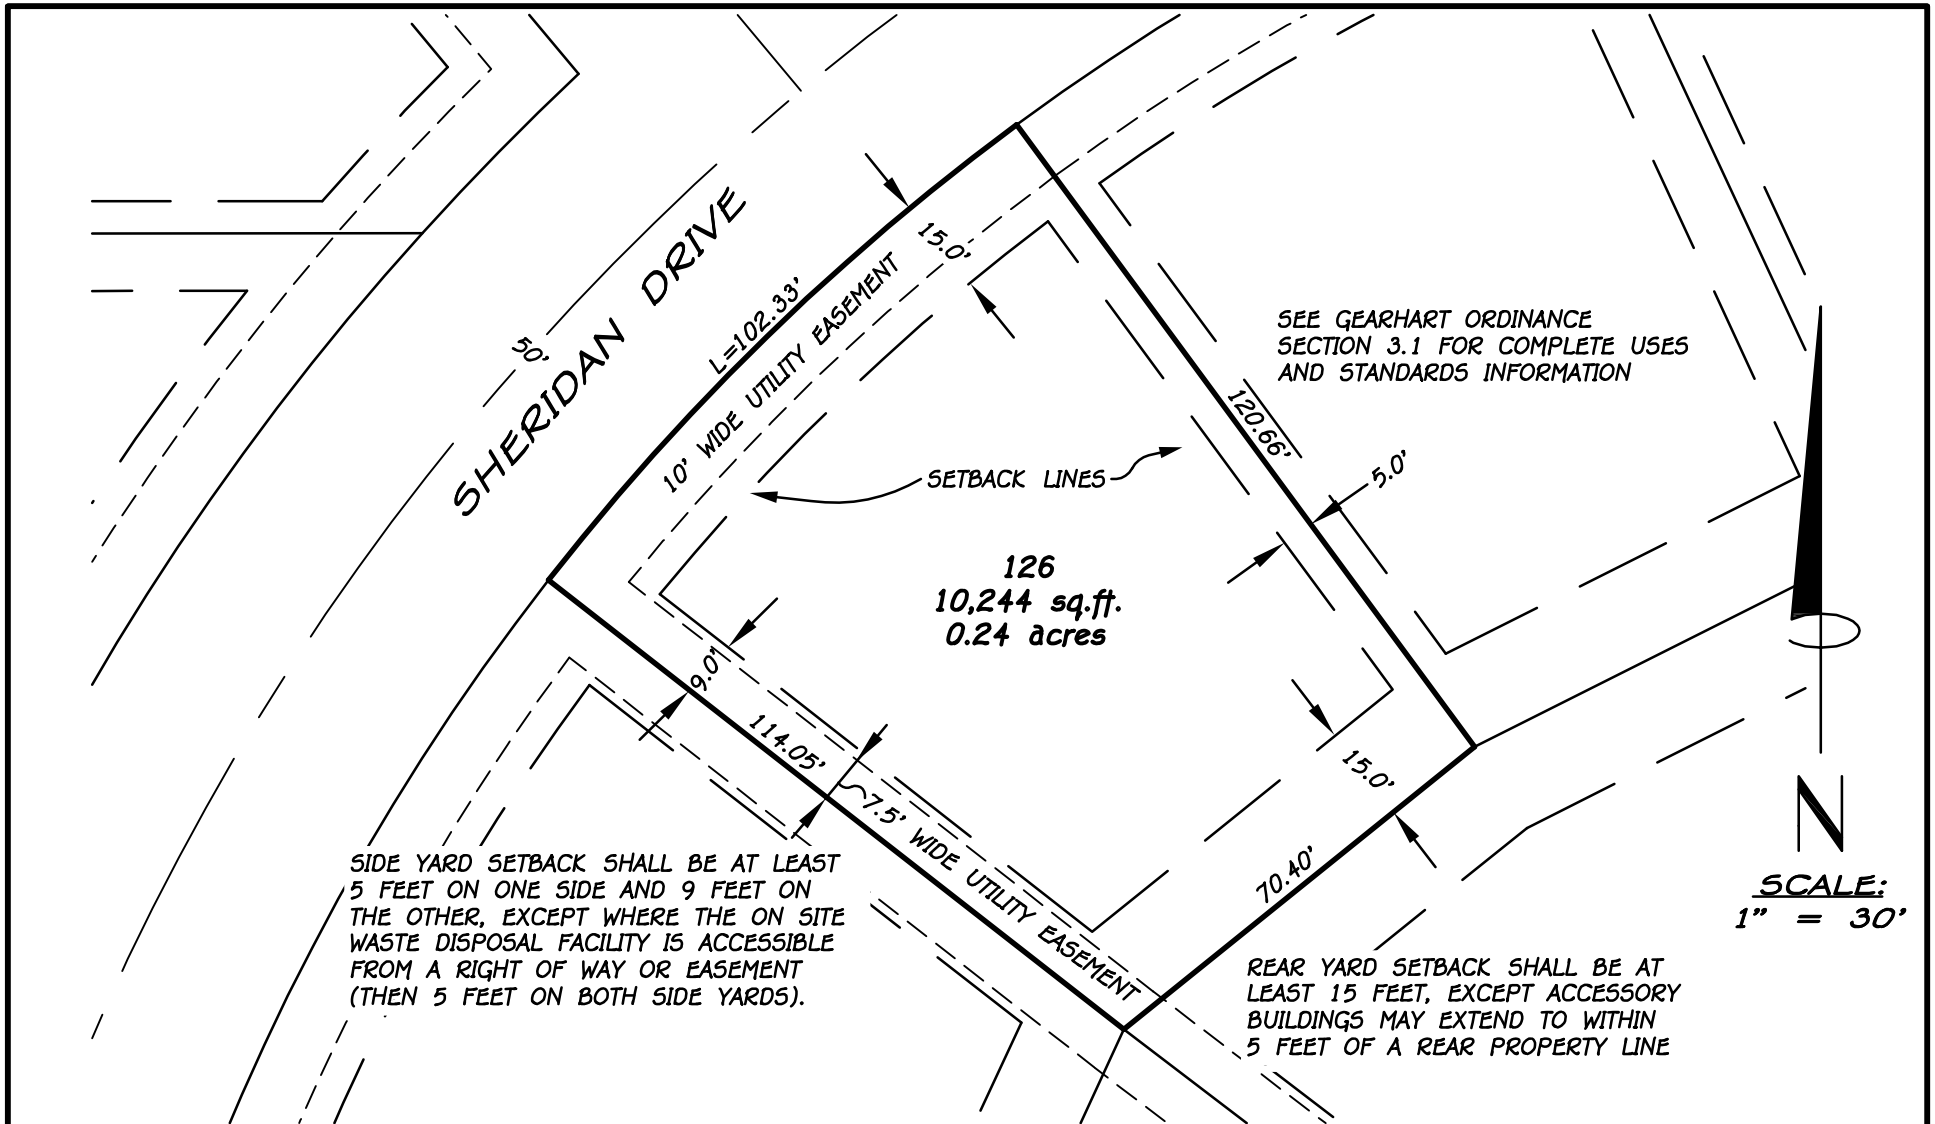 SHERIDAN DRIVE
50'
L=102.33'
10' WIDE UTILITY EASEMENT
15.0'
SEE GEARHART ORDINANCE
SECTION 3.1 FOR COMPLETE USES
AND STANDARDS INFORMATION
120.66'
5.0'
SETBACK LINES
126
10,244 sq.ft.
0.24 acres
9.0'
114.05'
7.5' WIDE UTILITY EASEMENT
15.0'
70.40'
N
SCALE:
1" = 30'
SIDE YARD SETBACK SHALL BE AT LEAST
5 FEET ON ONE SIDE AND 9 FEET ON
THE OTHER, EXCEPT WHERE THE ON SITE
WASTE DISPOSAL FACILITY IS ACCESSIBLE
FROM A RIGHT OF WAY OR EASEMENT
(THEN 5 FEET ON BOTH SIDE YARDS).
REAR YARD SETBACK SHALL BE AT
LEAST 15 FEET, EXCEPT ACCESSORY
BUILDINGS MAY EXTEND TO WITHIN
5 FEET OF A REAR PROPERTY LINE